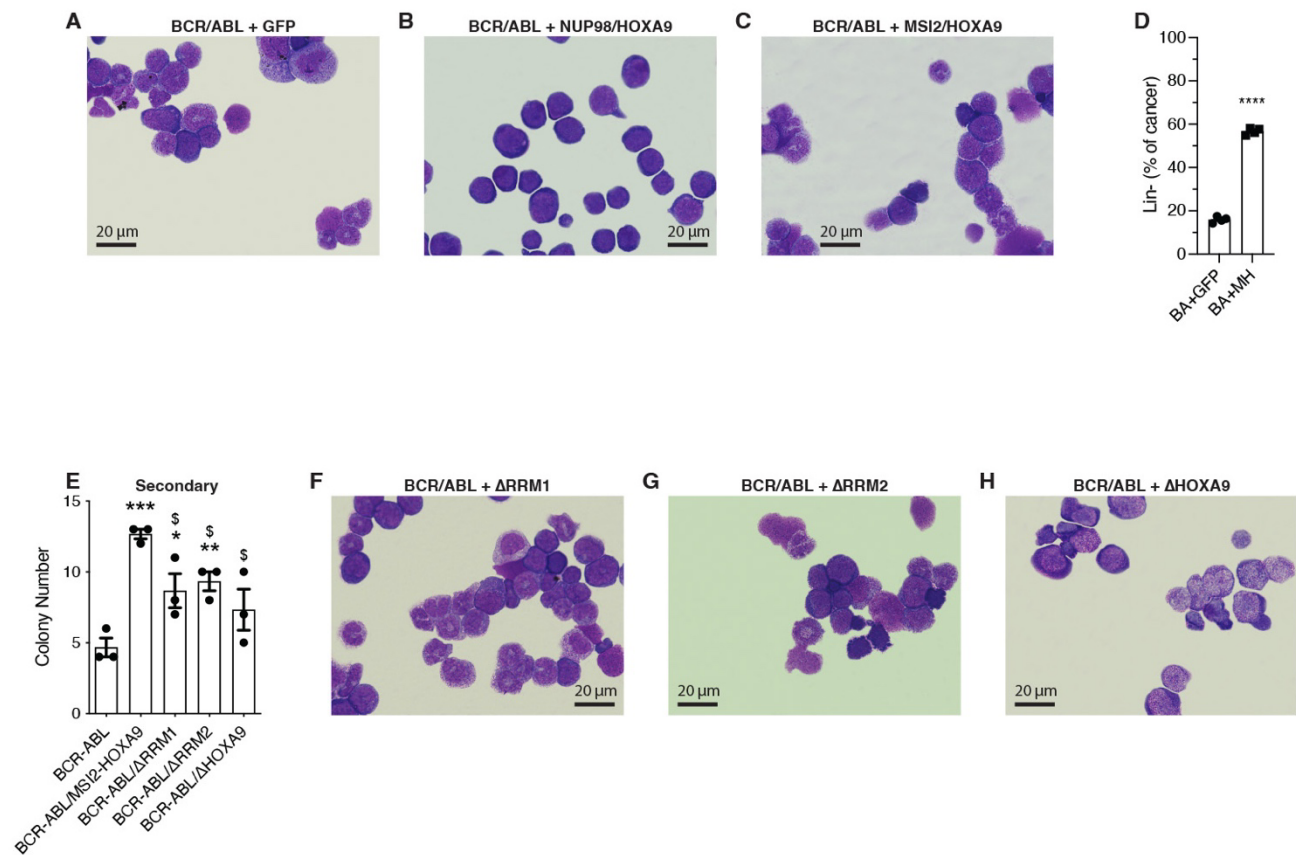 A
BCR/ABL + GFP
20 µm
B
BCR/ABL + NUP98/HOXA9
20 µm
C
BCR/ABL + MSI2/HOXA9
20 µm
D
Lin- (% of cancer)
100
80
60
40
20
0
****
BA+GFP
BA+MH
E
Secondary
Colony Number
15
10
5
0
***
$
*
$
**
$
BCR-ABL
BCR-ABL/MSI2-HOXA9
BCR-ABL/ΔRRM1
BCR-ABL/ΔRRM2
BCR-ABL/ΔHOXA9
F
BCR/ABL + ΔRRM1
20 µm
G
BCR/ABL + ΔRRM2
20 µm
H
BCR/ABL + ΔHOXA9
20 µm